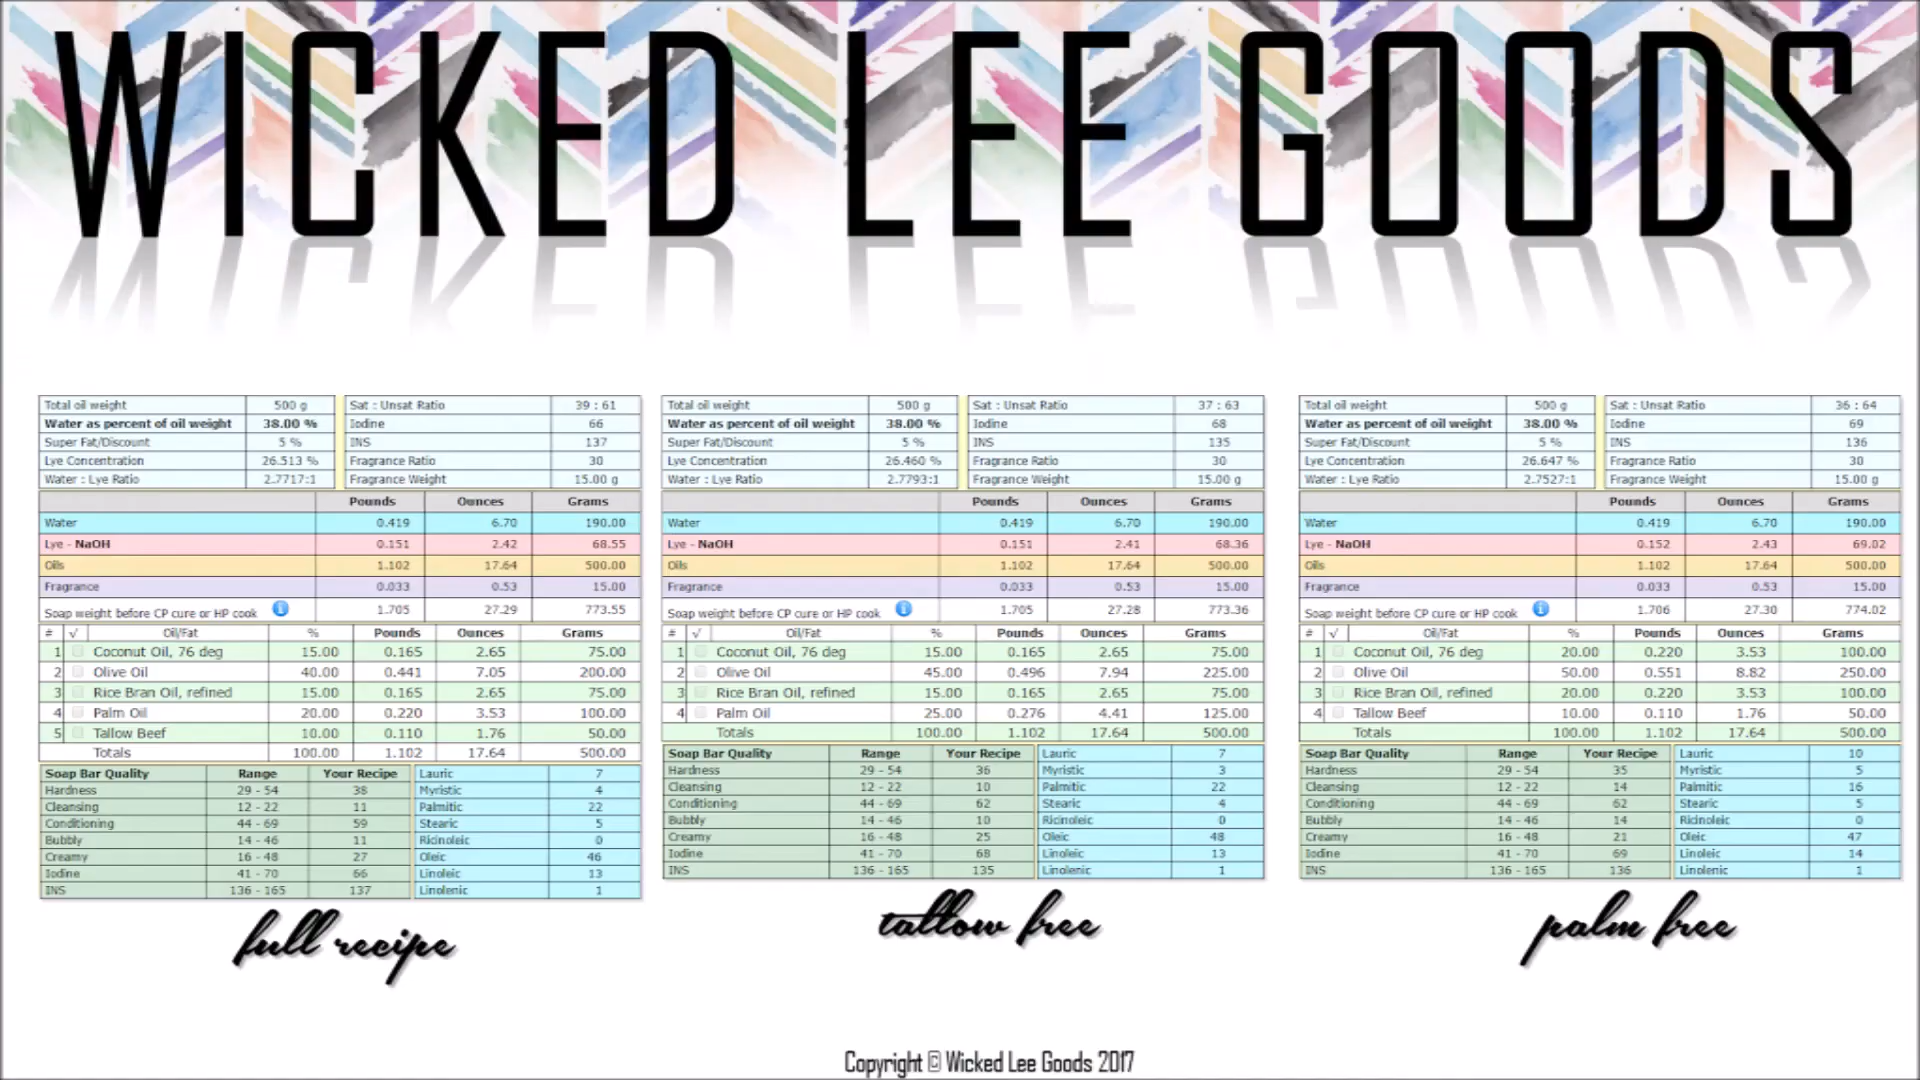 WICKED LEE GOODS
Total oil weight 500 g Sat : Unsat Ratio 39 : 61
Water as percent of oil weight 38.00 % Iodine 66
Super Fat/Discount 5 % INS 137
Lye Concentration 26.513 % Fragrance Ratio 30
Water : Lye Ratio 2.7717:1 Fragrance Weight 15.00 g
Pounds Ounces Grams
Water 0.419 6.70 190.00
Lye - NaOH 0.151 2.42 68.55
Oils 1.102 17.64 500.00
Fragrance 0.033 0.53 15.00
Soap weight before CP cure or HP cook i 1.705 27.29 773.55
# √ Oil/Fat % Pounds Ounces Grams
1 Coconut Oil, 76 deg 15.00 0.165 2.65 75.00
2 Olive Oil 40.00 0.441 7.05 200.00
3 Rice Bran Oil, refined 15.00 0.165 2.65 75.00
4 Palm Oil 20.00 0.220 3.53 100.00
5 Tallow Beef 10.00 0.110 1.76 50.00
Totals 100.00 1.102 17.64 500.00
Soap Bar Quality Range Your Recipe Lauric 7
Hardness 29 - 54 38 Myristic 4
Cleansing 12 - 22 11 Palmitic 22
Conditioning 44 - 69 59 Stearic 5
Bubbly 14 - 46 11 Ricinoleic 0
Creamy 16 - 48 27 Oleic 46
Iodine 41 - 70 66 Linoleic 13
INS 136 - 165 137 Linolenic 1
full recipe
Total oil weight 500 g Sat : Unsat Ratio 37 : 63
Water as percent of oil weight 38.00 % Iodine 68
Super Fat/Discount 5 % INS 135
Lye Concentration 26.460 % Fragrance Ratio 30
Water : Lye Ratio 2.7793:1 Fragrance Weight 15.00 g
Pounds Ounces Grams
Water 0.419 6.70 190.00
Lye - NaOH 0.151 2.41 68.36
Oils 1.102 17.64 500.00
Fragrance 0.033 0.53 15.00
Soap weight before CP cure or HP cook i 1.705 27.28 773.36
# √ Oil/Fat % Pounds Ounces Grams
1 Coconut Oil, 76 deg 15.00 0.165 2.65 75.00
2 Olive Oil 45.00 0.496 7.94 225.00
3 Rice Bran Oil, refined 15.00 0.165 2.65 75.00
4 Palm Oil 25.00 0.276 4.41 125.00
Totals 100.00 1.102 17.64 500.00
Soap Bar Quality Range Your Recipe Lauric 7
Hardness 29 - 54 36 Myristic 3
Cleansing 12 - 22 10 Palmitic 22
Conditioning 44 - 69 62 Stearic 4
Bubbly 14 - 46 10 Ricinoleic 0
Creamy 16 - 48 25 Oleic 48
Iodine 41 - 70 68 Linoleic 13
INS 136 - 165 135 Linolenic 1
tallow free
Total oil weight 500 g Sat : Unsat Ratio 36 : 64
Water as percent of oil weight 38.00 % Iodine 69
Super Fat/Discount 5 % INS 136
Lye Concentration 26.647 % Fragrance Ratio 30
Water : Lye Ratio 2.7527:1 Fragrance Weight 15.00 g
Pounds Ounces Grams
Water 0.419 6.70 190.00
Lye - NaOH 0.152 2.43 69.02
Oils 1.102 17.64 500.00
Fragrance 0.033 0.53 15.00
Soap weight before CP cure or HP cook i 1.706 27.30 774.02
# √ Oil/Fat % Pounds Ounces Grams
1 Coconut Oil, 76 deg 20.00 0.220 3.53 100.00
2 Olive Oil 50.00 0.551 8.82 250.00
3 Rice Bran Oil, refined 20.00 0.220 3.53 100.00
4 Tallow Beef 10.00 0.110 1.76 50.00
Totals 100.00 1.102 17.64 500.00
Soap Bar Quality Range Your Recipe Lauric 10
Hardness 29 - 54 35 Myristic 5
Cleansing 12 - 22 14 Palmitic 16
Conditioning 44 - 69 62 Stearic 5
Bubbly 14 - 46 14 Ricinoleic 0
Creamy 16 - 48 21 Oleic 47
Iodine 41 - 70 69 Linoleic 14
INS 136 - 165 136 Linolenic 1
palm free
Copyright © Wicked Lee Goods 2017